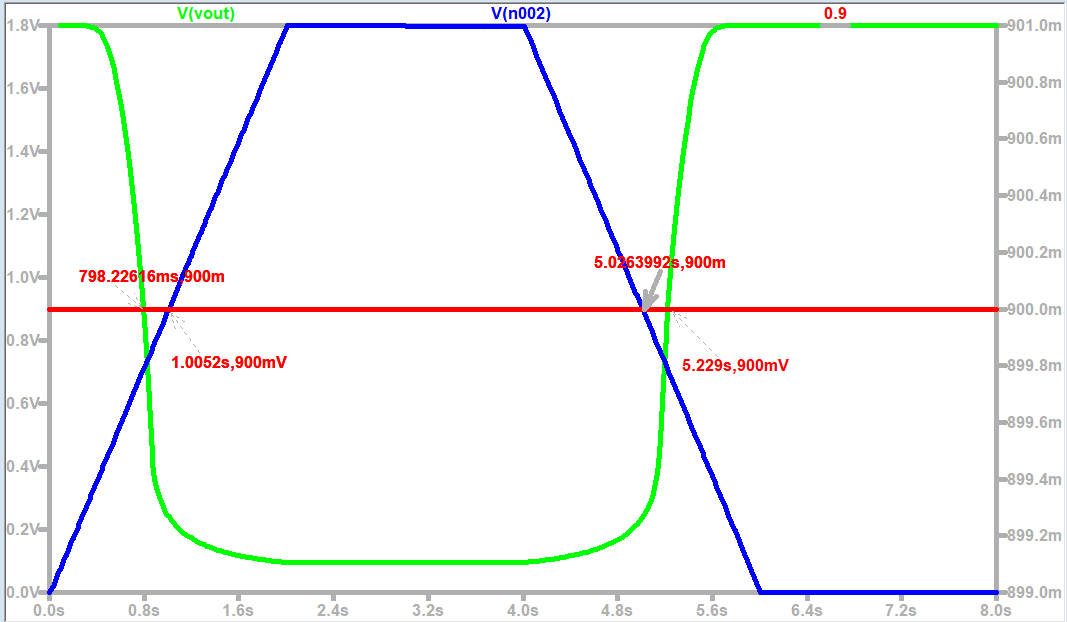 V(vout) V(n002) 0.9
1.8V 901.0m
1.6V 900.8m
1.4V 900.6m
1.2V 900.4m
5.0263992s,900m 900.2m
1.0V 798.22616ms,900m
900.0m
0.8V
1.0052s,900mV 5.229s,900mV 899.8m
0.6V 899.6m
0.4V 899.4m
0.2V 899.2m
0.0V 899.0m
0.0s 0.8s 1.6s 2.4s 3.2s 4.0s 4.8s 5.6s 6.4s 7.2s 8.0s